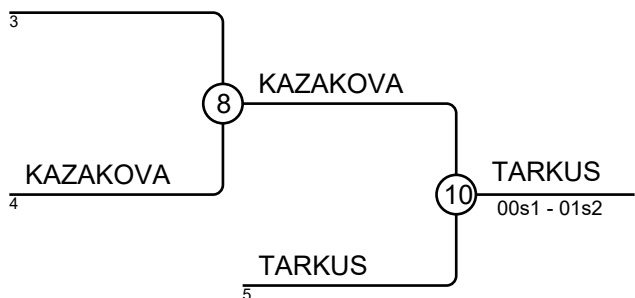 3
8
KAZAKOVA
KAZAKOVA
4
10
TARKUS
00s1 - 01s2
TARKUS
5